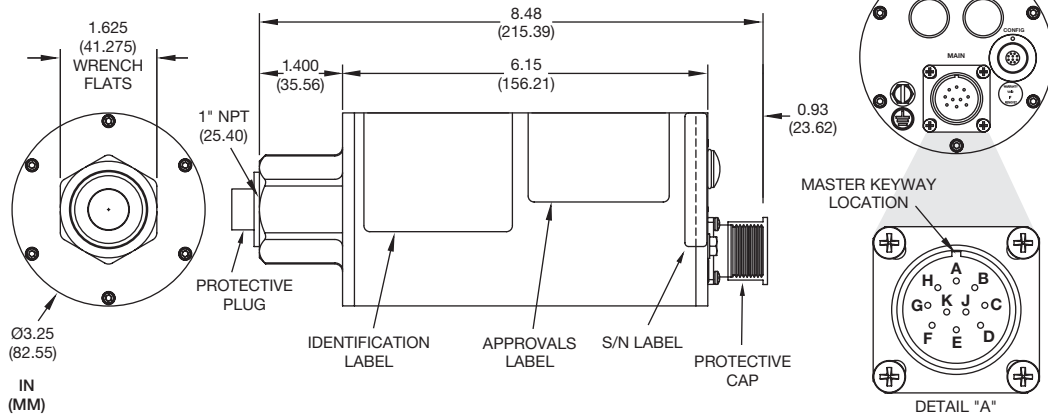 1.625
(41.275)
WRENCH
FLATS
8.48
(215.39)
1.400
(35.56)
6.15
(156.21)
0.93
(23.62)
1" NPT
(25.40)
PROTECTIVE
PLUG
IDENTIFICATION
LABEL
APPROVALS
LABEL
S/N LABEL
PROTECTIVE
CAP
Ø3.25
(82.55)
IN
(MM)
CONFIG
MAIN
MASTER KEYWAY
LOCATION
A
H
B
G
K
J
C
F
E
D
DETAIL "A"